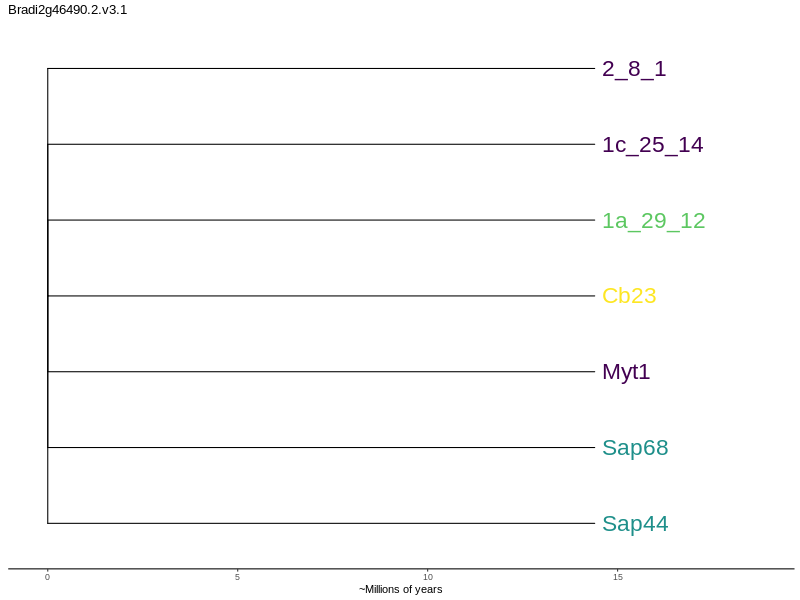 Bradi2g46490.2.v3.1
2_8_1
1c_25_14
1a_29_12
Cb23
Myt1
Sap68
Sap44
0 5 10 15
~Millions of years